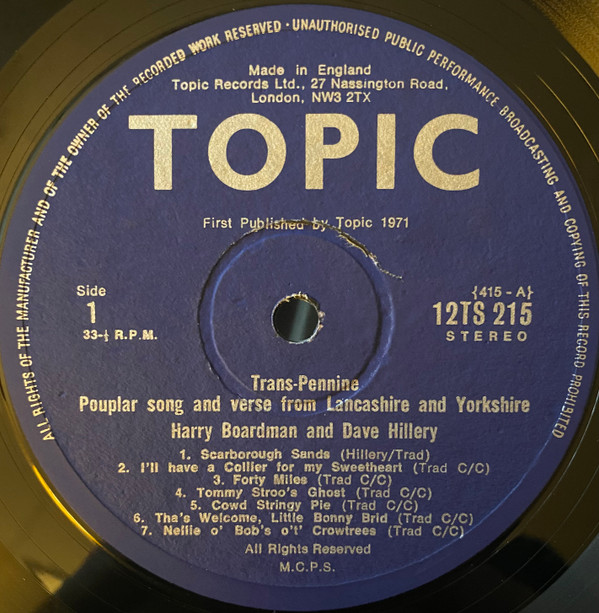 ALL RIGHTS OF THE MANUFACTURER AND OF THE OWNER OF THE RECORDED WORK RESERVED · UNAUTHORISED PUBLIC PERFORMANCE BROADCASTING AND COPYING OF THIS RECORD PROHIBITED
Made in England
Topic Records Ltd., 27 Nassington Road,
London, NW3 2TX
TOPIC
First Published by Topic 1971
Side
1
33-⅓ R.P.M.
{415 - A}
12TS 215
STEREO
Trans-Pennine
Pouplar song and verse from Lancashire and Yorkshire
Harry Boardman and Dave Hillery
1. Scarborough Sands (Hillery/Trad)
2. I'll have a Collier for my Sweetheart (Trad C/C)
3. Forty Miles (Trad C/C)
4. Tommy Stroo's Ghost (Trad C/C)
5. Cowd Stringy Pie (Trad C/C)
6. Tha's Welcome, Little Bonny Brid (Trad C/C)
7. Nellie o' Bob's o't' Crowtrees (Trad C/C)
All Rights Reserved
M.C.P.S.